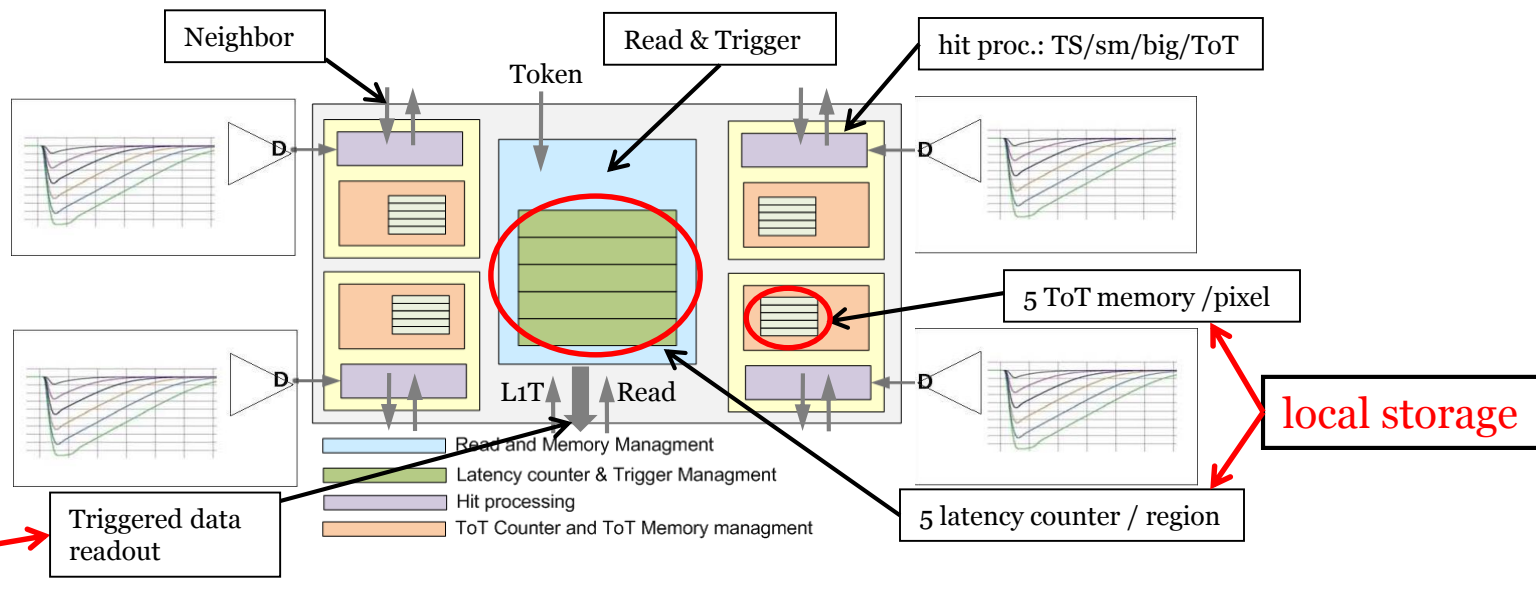 Neighbor
Read & Trigger
hit proc.: TS/sm/big/ToT
Token
D
D
5 ToT memory /pixel
D
D
L1T
Read
local storage
Read and Memory Managment
Latency counter & Trigger Managment
Hit processing
ToT Counter and ToT Memory managment
Triggered data
readout
5 latency counter / region